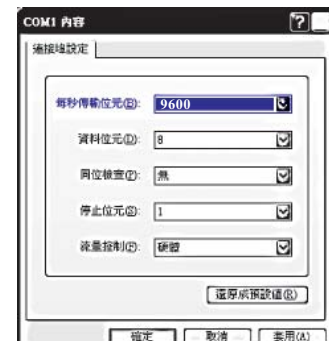 COM1 內容
連接埠設定
每秒傳輸位元(B): 9600
資料位元(D): 8
同位檢查(P): 無
停止位元(S): 1
流量控制(F): 硬體
還原成預設值(R)
確定 取消 套用(A)